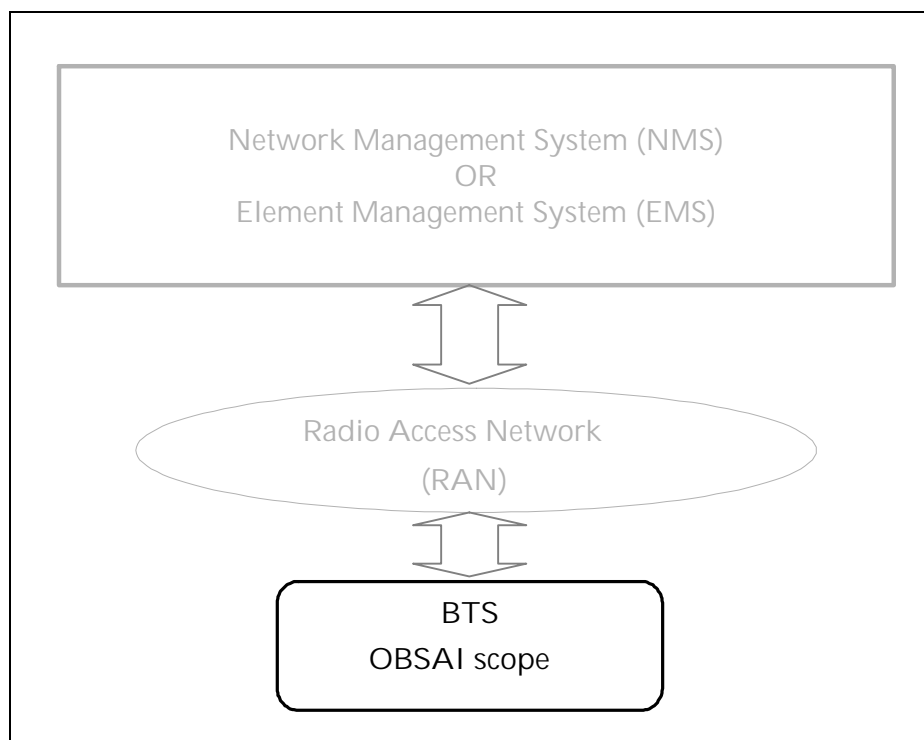 Network Management System (NMS)
OR
Element Management System (EMS)
Radio Access Network
(RAN)
BTS
OBSAI scope